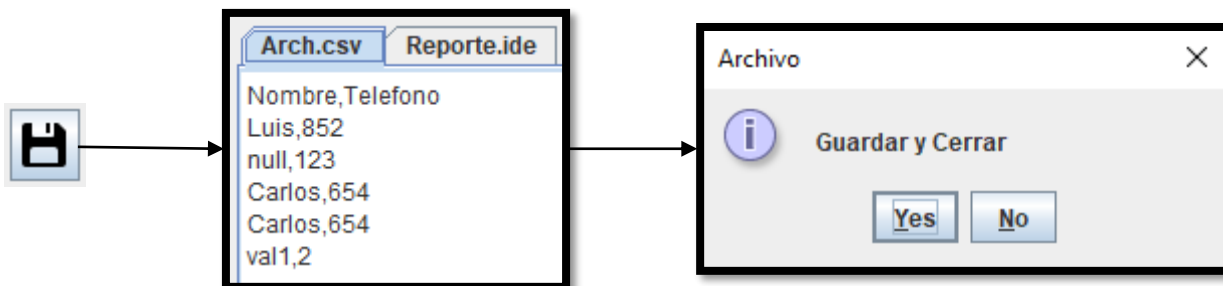 Arch.csv Reporte.ide
Nombre,Telefono
Luis,852
null,123
Carlos,654
Carlos,654
val1,2
Archivo
i
Guardar y Cerrar
Yes No